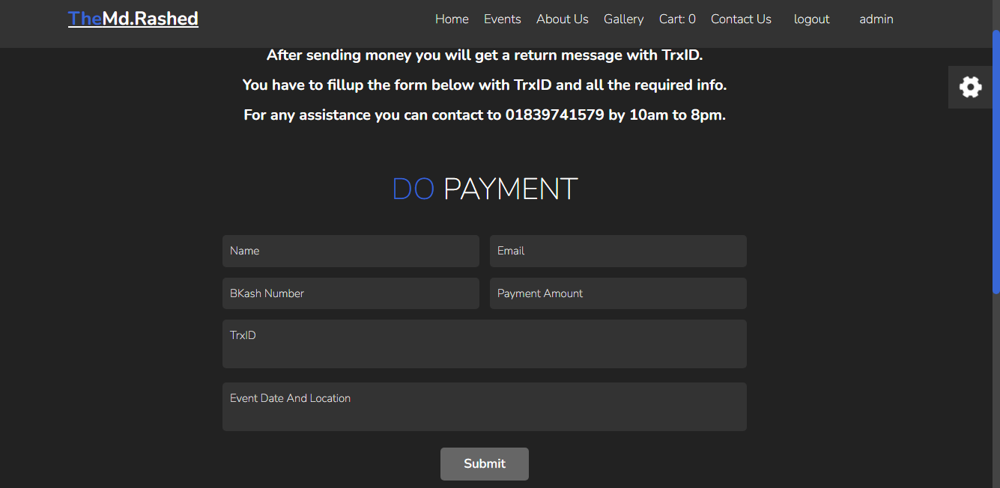 TheMd.Rashed
Home Events About Us Gallery Cart: 0 Contact Us logout admin
After sending money you will get a return message with TrxID.
You have to fillup the form below with TrxID and all the required info.
For any assistance you can contact to 01839741579 by 10am to 8pm.
DO PAYMENT
Name Email
BKash Number Payment Amount
TrxID
Event Date And Location
Submit